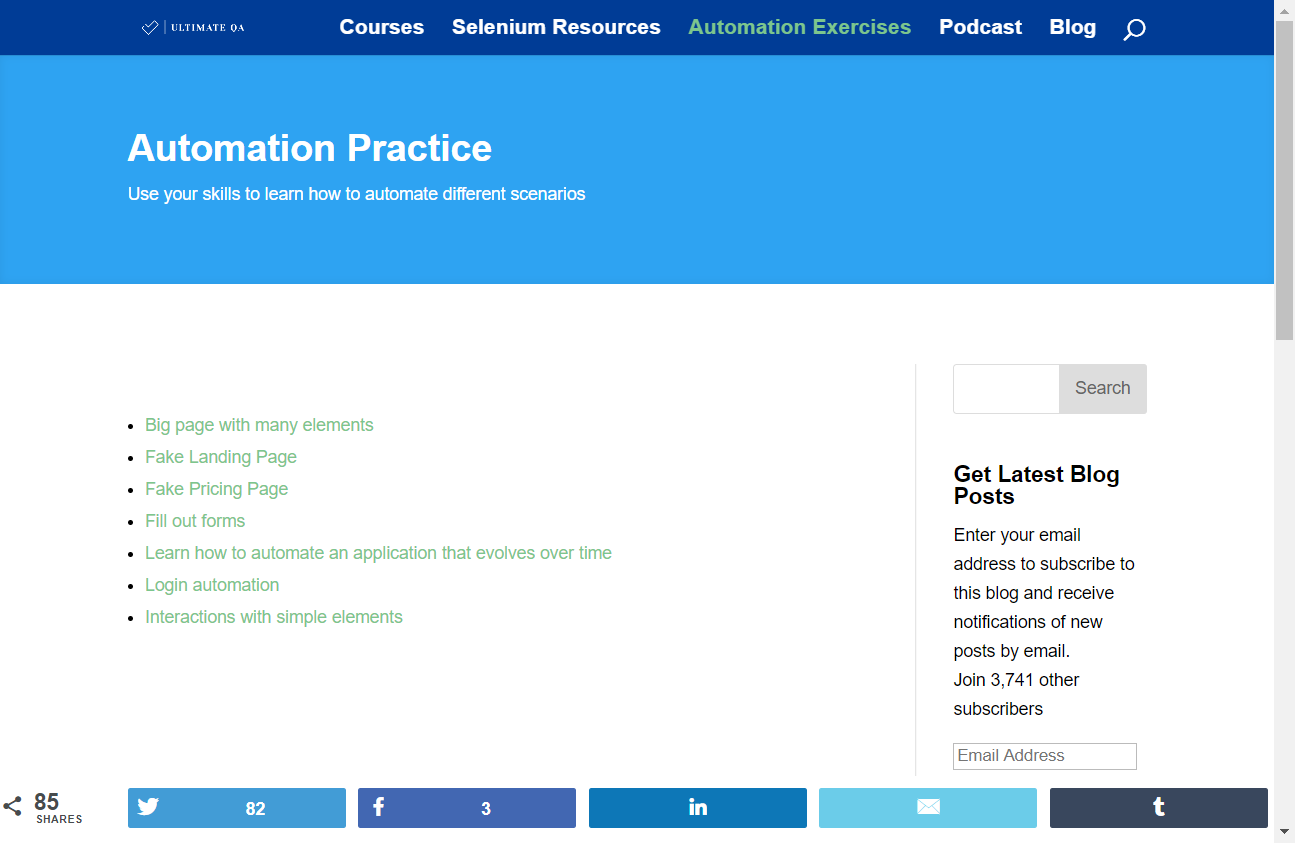 ULTIMATE QA
Courses
Selenium Resources
Automation Exercises
Podcast
Blog
Automation Practice
Use your skills to learn how to automate different scenarios
Big page with many elements
Fake Landing Page
Fake Pricing Page
Fill out forms
Learn how to automate an application that evolves over time
Login automation
Interactions with simple elements
Search
Get Latest Blog
Posts
Enter your email
address to subscribe to
this blog and receive
notifications of new
posts by email.
Join 3,741 other
subscribers
Email Address
85
SHARES
82
3
in
t